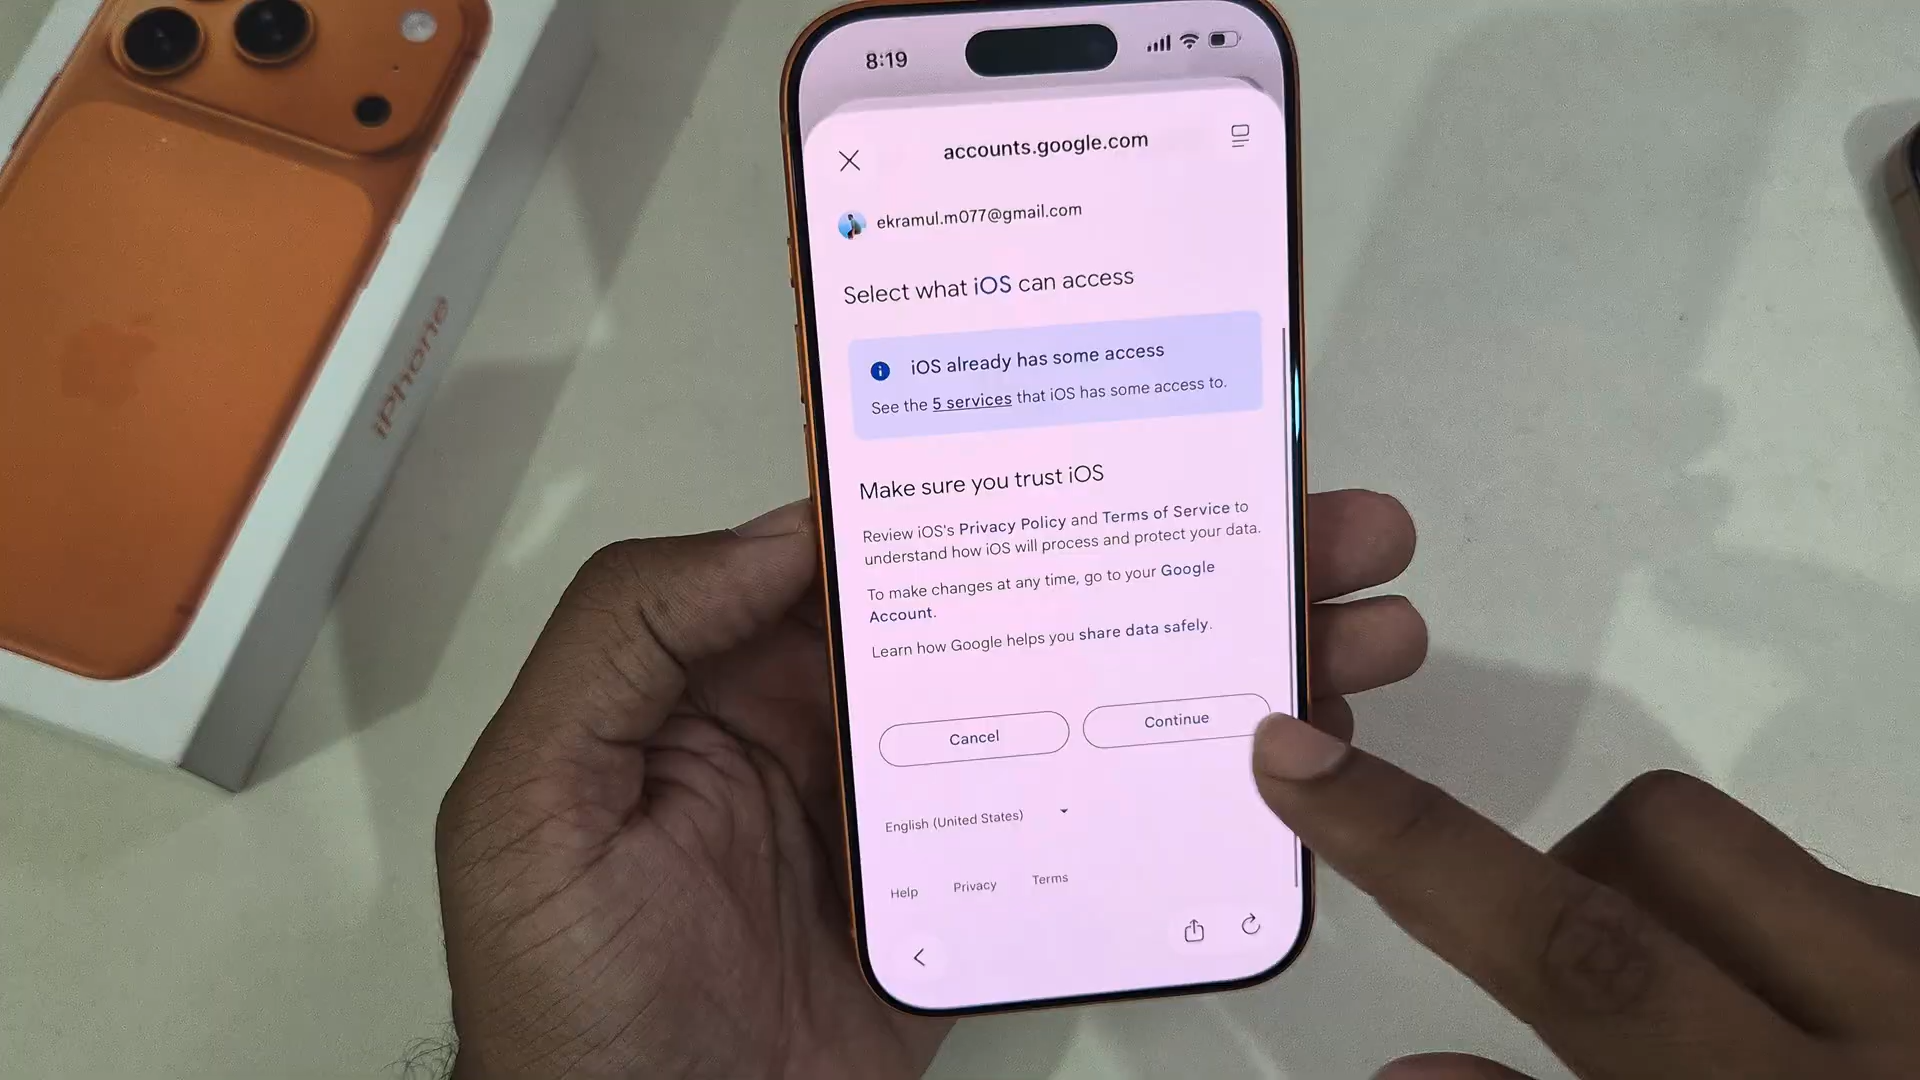 iPhone
8:19
accounts.google.com
ekramul.m077@gmail.com
Select what iOS can access
iOS already has some access
See the 5 services that iOS has some access to.
Make sure you trust iOS
Review iOS's Privacy Policy and Terms of Service to
understand how iOS will process and protect your data.
To make changes at any time, go to your Google
Account.
Learn how Google helps you share data safely.
Cancel
Continue
English (United States)
Help
Privacy
Terms